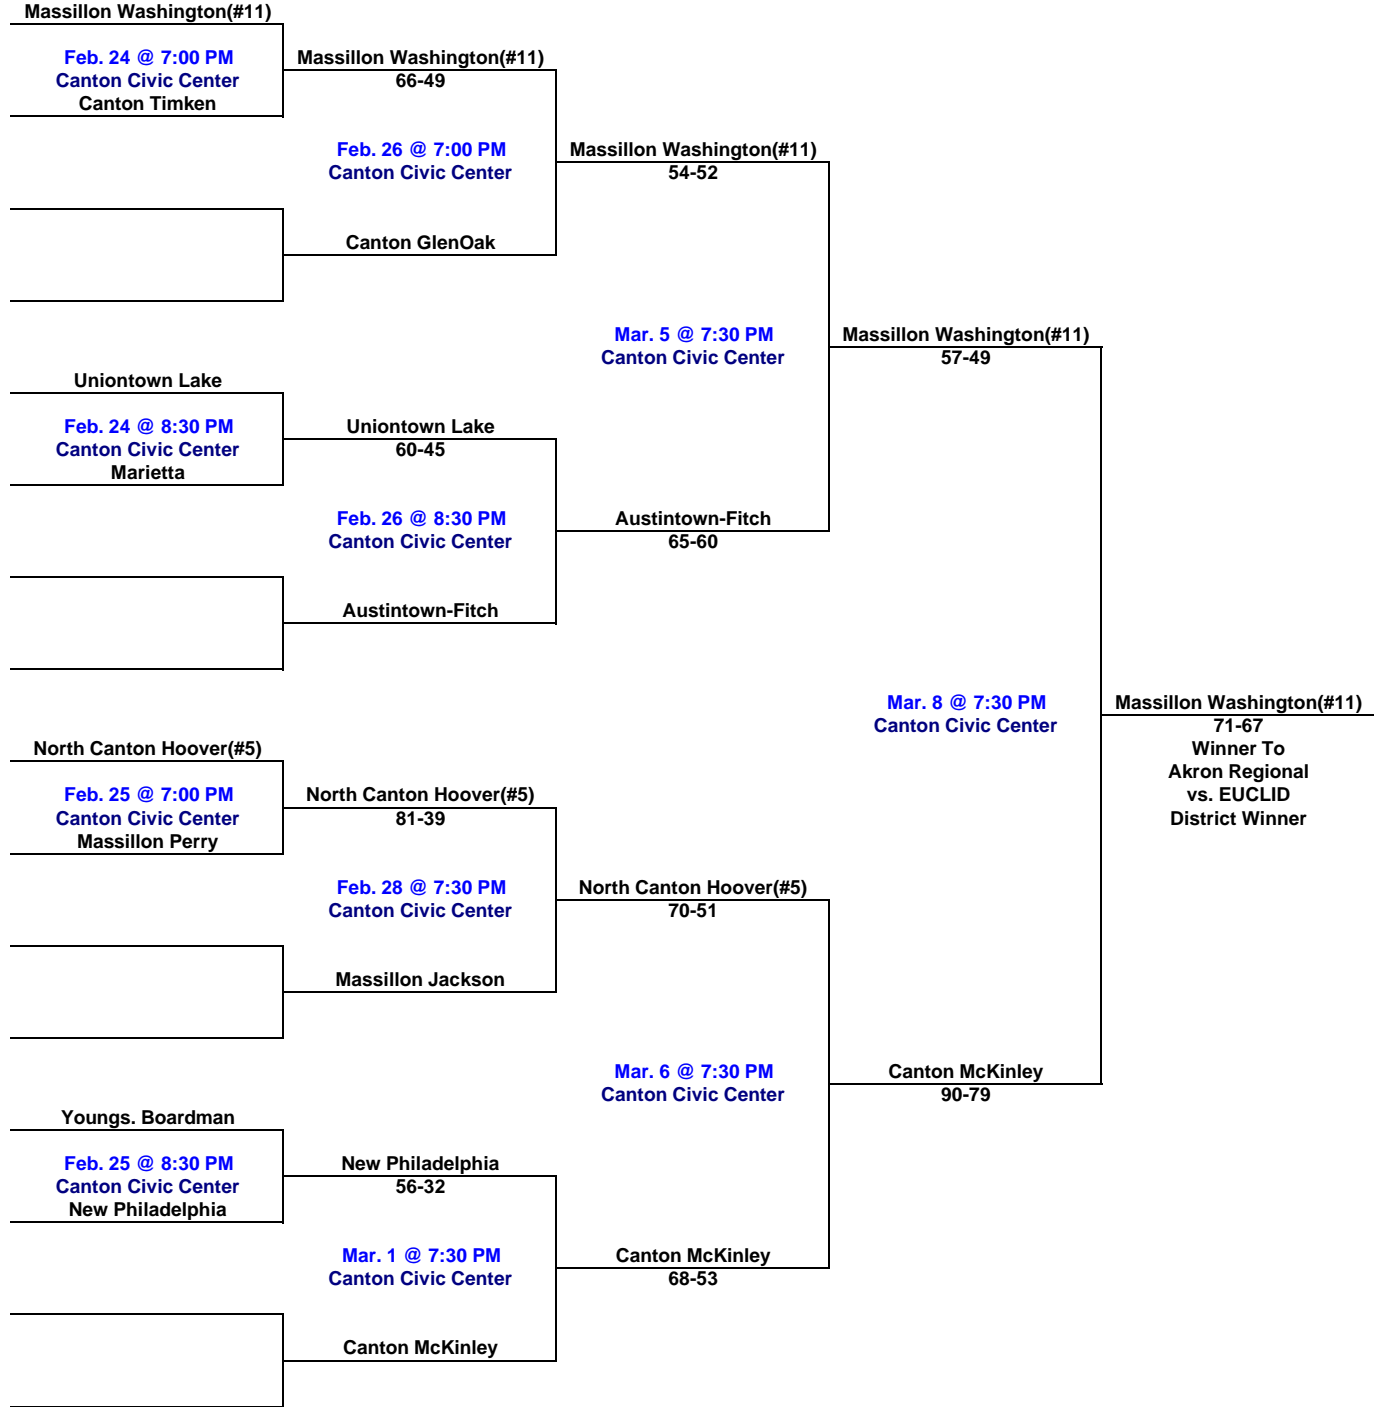 Massillon Washington(#11)
Feb. 24 @ 7:00 PM
Canton Civic Center
Canton Timken
Massillon Washington(#11)
66-49
Feb. 26 @ 7:00 PM
Canton Civic Center
Canton GlenOak
Massillon Washington(#11)
54-52
Uniontown Lake
Feb. 24 @ 8:30 PM
Canton Civic Center
Marietta
Uniontown Lake
60-45
Feb. 26 @ 8:30 PM
Canton Civic Center
Austintown-Fitch
Austintown-Fitch
65-60
Mar. 5 @ 7:30 PM
Canton Civic Center
Massillon Washington(#11)
57-49
North Canton Hoover(#5)
Feb. 25 @ 7:00 PM
Canton Civic Center
Massillon Perry
North Canton Hoover(#5)
81-39
Feb. 28 @ 7:30 PM
Canton Civic Center
Massillon Jackson
North Canton Hoover(#5)
70-51
Youngs. Boardman
Feb. 25 @ 8:30 PM
Canton Civic Center
New Philadelphia
New Philadelphia
56-32
Mar. 1 @ 7:30 PM
Canton Civic Center
Canton McKinley
Canton McKinley
68-53
Mar. 6 @ 7:30 PM
Canton Civic Center
Canton McKinley
90-79
Mar. 8 @ 7:30 PM
Canton Civic Center
Massillon Washington(#11)
71-67
Winner To
Akron Regional
vs. EUCLID
District Winner